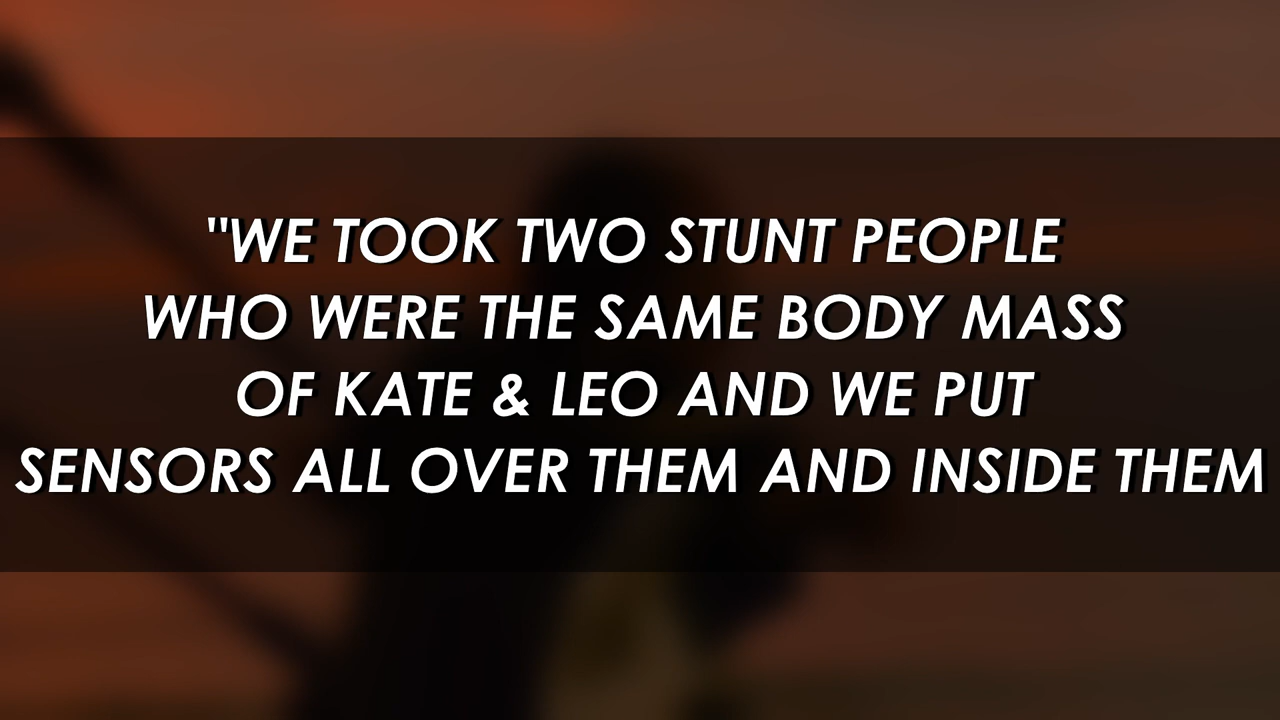 "WE TOOK TWO STUNT PEOPLE
WHO WERE THE SAME BODY MASS
OF KATE & LEO AND WE PUT
SENSORS ALL OVER THEM AND INSIDE THEM